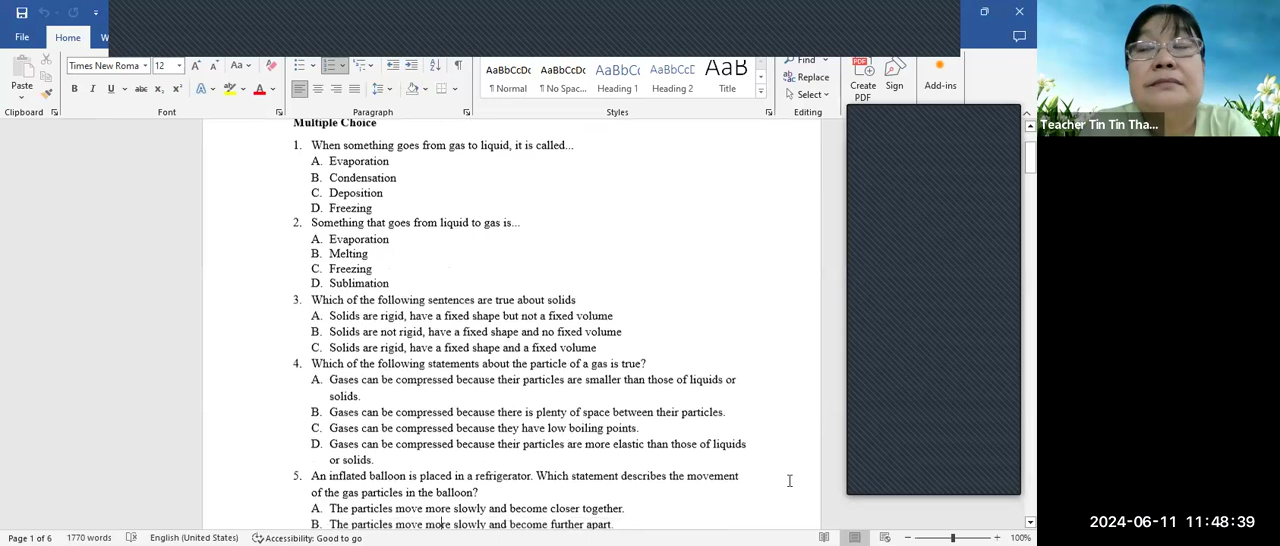 File
Home
W
Times New Roma
12
Aa
A
Find
Replace
Select
Paste
B I U abc x₂ x² A A
AaBbCcDc AaBbCcDc AaBbCc AaBbCcD AaB
¶ Normal ¶ No Spac... Heading 1 Heading 2 Title
PDF
Create
PDF
Sign
Add-ins
Clipboard Font Paragraph Styles Editing
Teacher Tin Tin Tha...
Multiple Choice
1. When something goes from gas to liquid, it is called...
A. Evaporation
B. Condensation
C. Deposition
D. Freezing
2. Something that goes from liquid to gas is...
A. Evaporation
B. Melting
C. Freezing
D. Sublimation
3. Which of the following sentences are true about solids
A. Solids are rigid, have a fixed shape but not a fixed volume
B. Solids are not rigid, have a fixed shape and no fixed volume
C. Solids are rigid, have a fixed shape and a fixed volume
4. Which of the following statements about the particle of a gas is true?
A. Gases can be compressed because their particles are smaller than those of liquids or
solids.
B. Gases can be compressed because there is plenty of space between their particles.
C. Gases can be compressed because they have low boiling points.
D. Gases can be compressed because their particles are more elastic than those of liquids
or solids.
5. An inflated balloon is placed in a refrigerator. Which statement describes the movement
of the gas particles in the balloon?
A. The particles move more slowly and become closer together.
B. The particles move more slowly and become further apart.
2024-06-11 11:48:39
Page 1 of 6 1770 words English (United States) Accessibility: Good to go 100%